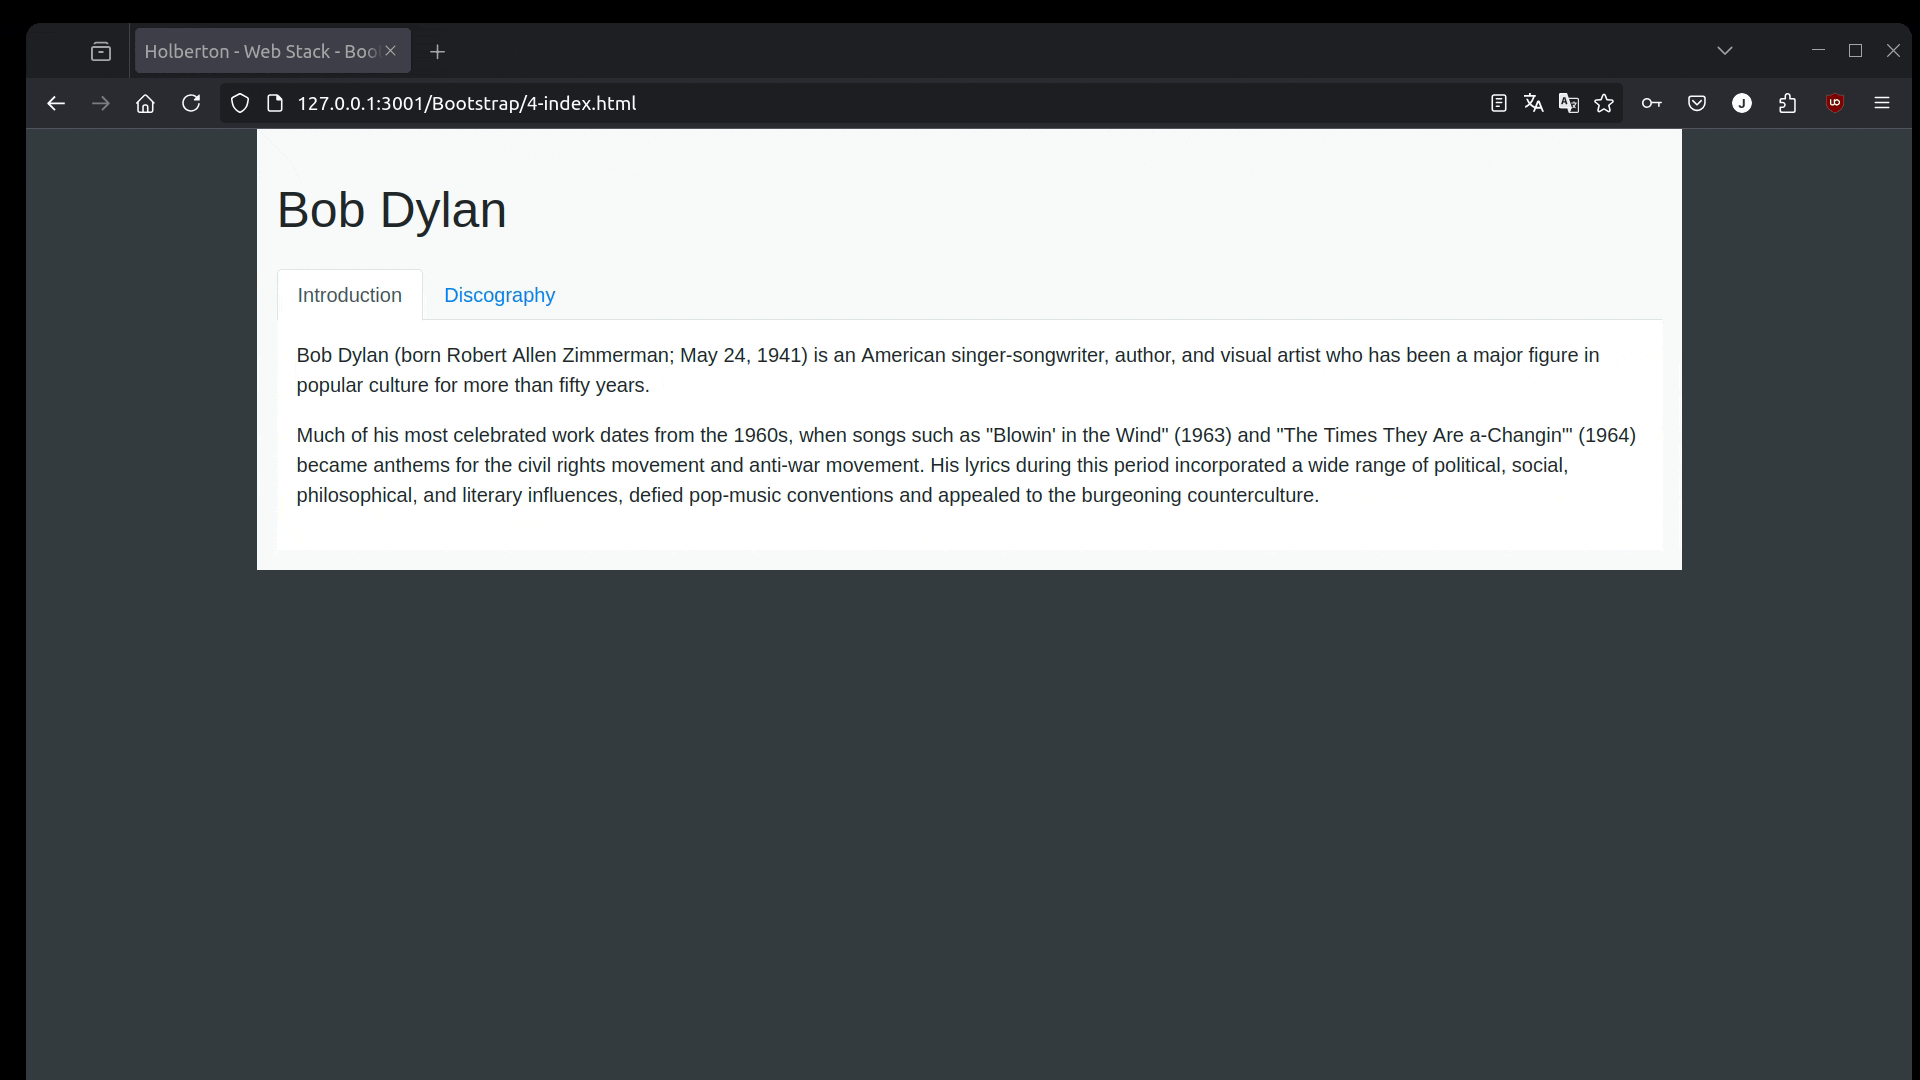 Holberton - Web Stack - Boo
127.0.0.1:3001/Bootstrap/4-index.html
J
Bob Dylan
Introduction
Discography
Bob Dylan (born Robert Allen Zimmerman; May 24, 1941) is an American singer-songwriter, author, and visual artist who has been a major figure in
popular culture for more than fifty years.
Much of his most celebrated work dates from the 1960s, when songs such as "Blowin' in the Wind" (1963) and "The Times They Are a-Changin'" (1964)
became anthems for the civil rights movement and anti-war movement. His lyrics during this period incorporated a wide range of political, social,
philosophical, and literary influences, defied pop-music conventions and appealed to the burgeoning counterculture.